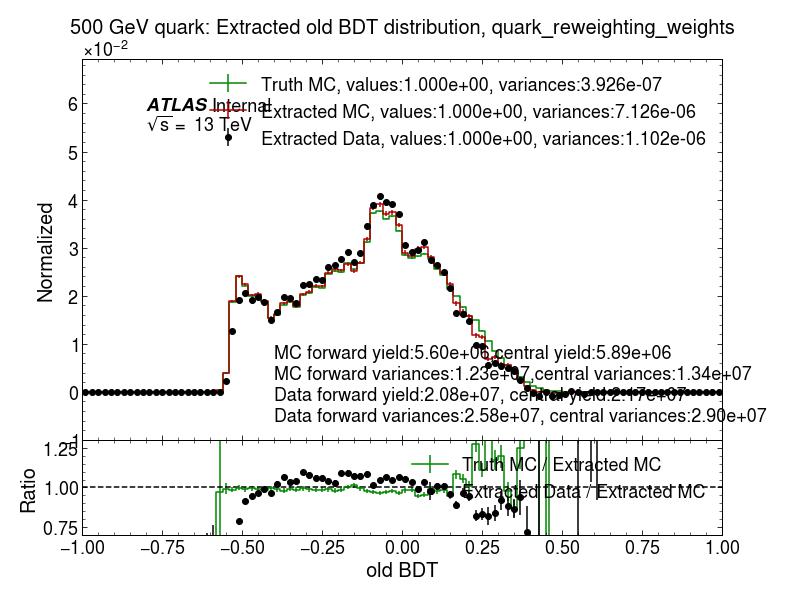 500 GeV quark: Extracted old BDT distribution, quark_reweighting_weights
×10⁻²
Truth MC, values:1.000e+00, variances:3.926e-07
ATLAS Internal
Extracted MC, values:1.000e+00, variances:7.126e-06
√s = 13 TeV
Extracted Data, values:1.000e+00, variances:1.102e-06
6
5
4
3
2
1
0
Normalized
MC forward yield:5.60e+06, central yield:5.89e+06
MC forward variances:1.23e+07, central variances:1.34e+07
Data forward yield:2.08e+07, central yield:2.17e+07
Data forward variances:2.58e+07, central variances:2.90e+07
1.25
1.00
0.75
Ratio
Truth MC / Extracted MC
Extracted Data / Extracted MC
−1.00 −0.75 −0.50 −0.25 0.00 0.25 0.50 0.75 1.00
old BDT